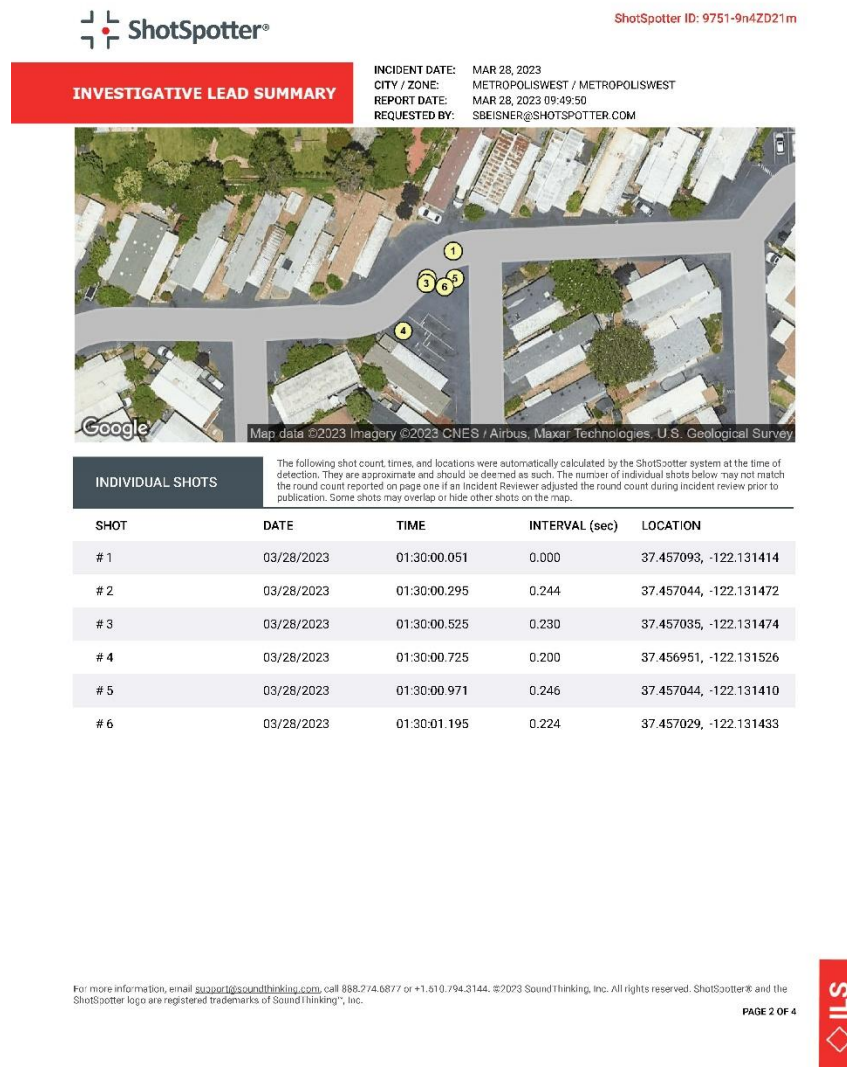 ShotSpotter®
ShotSpotter ID: 9751-9n4ZD21m
INVESTIGATIVE LEAD SUMMARY
INCIDENT DATE: MAR 28, 2023
CITY / ZONE: METROPOLISWEST / METROPOLISWEST
REPORT DATE: MAR 28, 2023 09:49:50
REQUESTED BY: SBEISNER@SHOTSPOTTER.COM
1
3
6
5
4
Google
Map data ©2023 Imagery ©2023 CNES / Airbus, Maxar Technologies, U.S. Geological Survey
INDIVIDUAL SHOTS
The following shot count, times, and locations were automatically calculated by the ShotSpotter system at the time of
detection. They are approximate and should be deemed as such. The number of individual shots below may not match
the round count reported on page one if an Incident Reviewer adjusted the round count during incident review prior to
publication. Some shots may overlap or hide other shots on the map.
SHOT DATE TIME INTERVAL (sec) LOCATION
# 1 03/28/2023 01:30:00.051 0.000 37.457093, -122.131414
# 2 03/28/2023 01:30:00.295 0.244 37.457044, -122.131472
# 3 03/28/2023 01:30:00.525 0.230 37.457035, -122.131474
# 4 03/28/2023 01:30:00.725 0.200 37.456951, -122.131526
# 5 03/28/2023 01:30:00.971 0.246 37.457044, -122.131410
# 6 03/28/2023 01:30:01.195 0.224 37.457029, -122.131433
For more information, email support@soundthinking.com, call 888.274.6877 or +1.510.794.3144. ©2023 SoundThinking, Inc. All rights reserved. ShotSpotter® and the
ShotSpotter logo are registered trademarks of SoundThinking™, Inc.
PAGE 2 OF 4
ILS